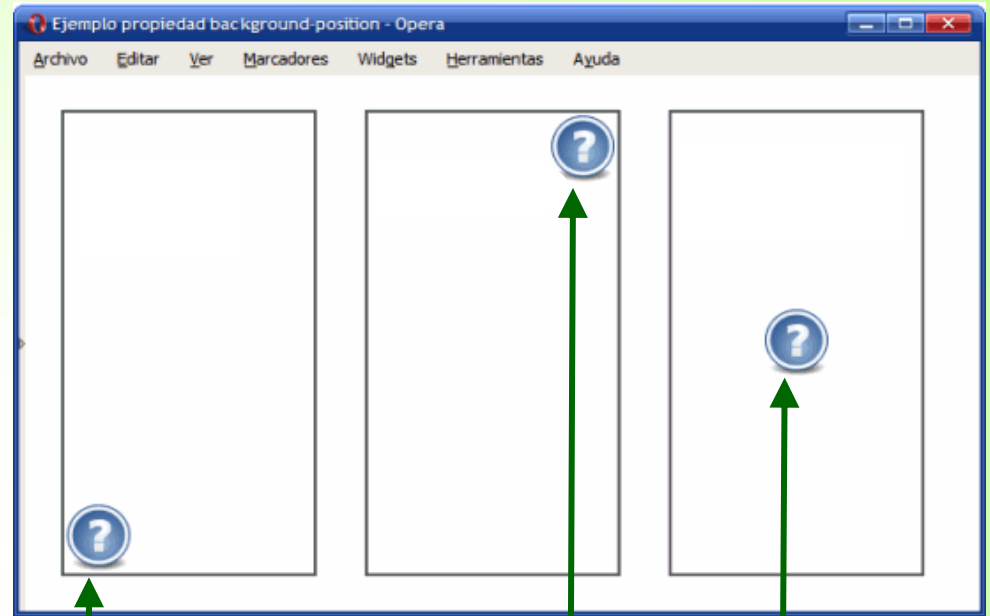 Ejemplo propiedad background-position - Opera
Archivo Editar Ver Marcadores Widgets Herramientas Ayuda
?
?
?